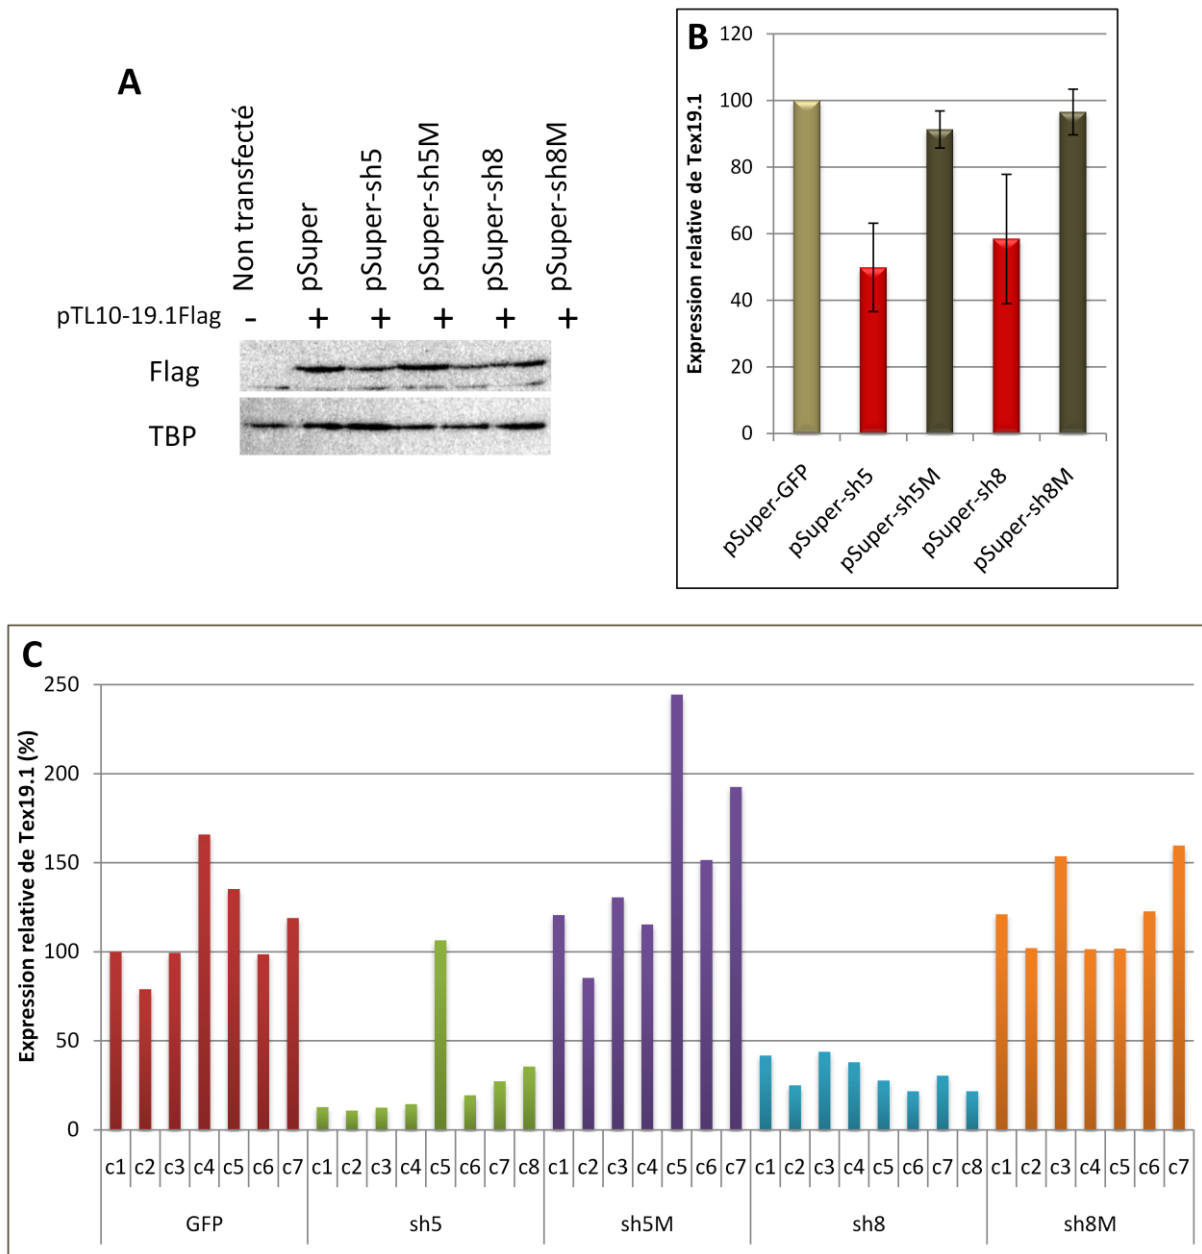 A
Non transfecté
pSuper
pSuper-sh5
pSuper-sh5M
pSuper-sh8
pSuper-sh8M
pTL10-19.1Flag - + + + + +
Flag
TBP
B
Expression relative de Tex19.1
120
100
80
60
40
20
0
pSuper-GFP
pSuper-sh5
pSuper-sh5M
pSuper-sh8
pSuper-sh8M
C
Expression relative de Tex19.1 (%)
250
200
150
100
50
0
c1 c2 c3 c4 c5 c6 c7 c1 c2 c3 c4 c5 c6 c7 c8 c1 c2 c3 c4 c5 c6 c7 c1 c2 c3 c4 c5 c6 c7 c8 c1 c2 c3 c4 c5 c6 c7
GFP sh5 sh5M sh8 sh8M